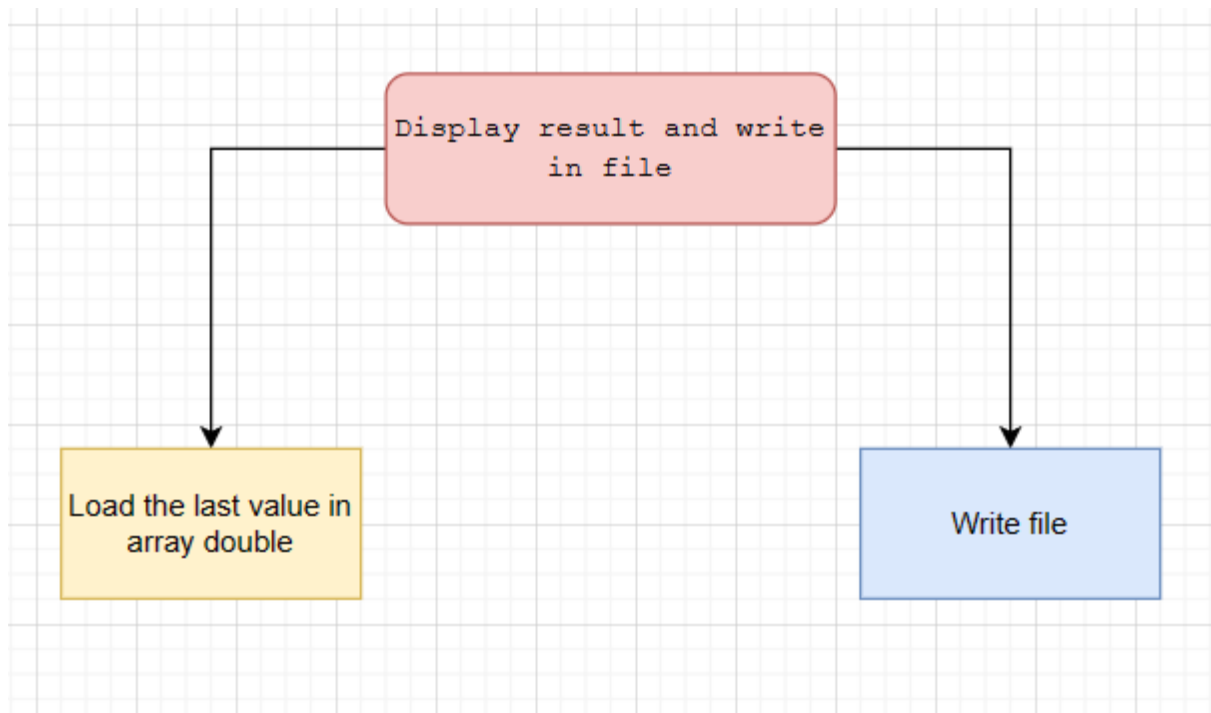 Display result and write
in file
Load the last value in
array double
Write file